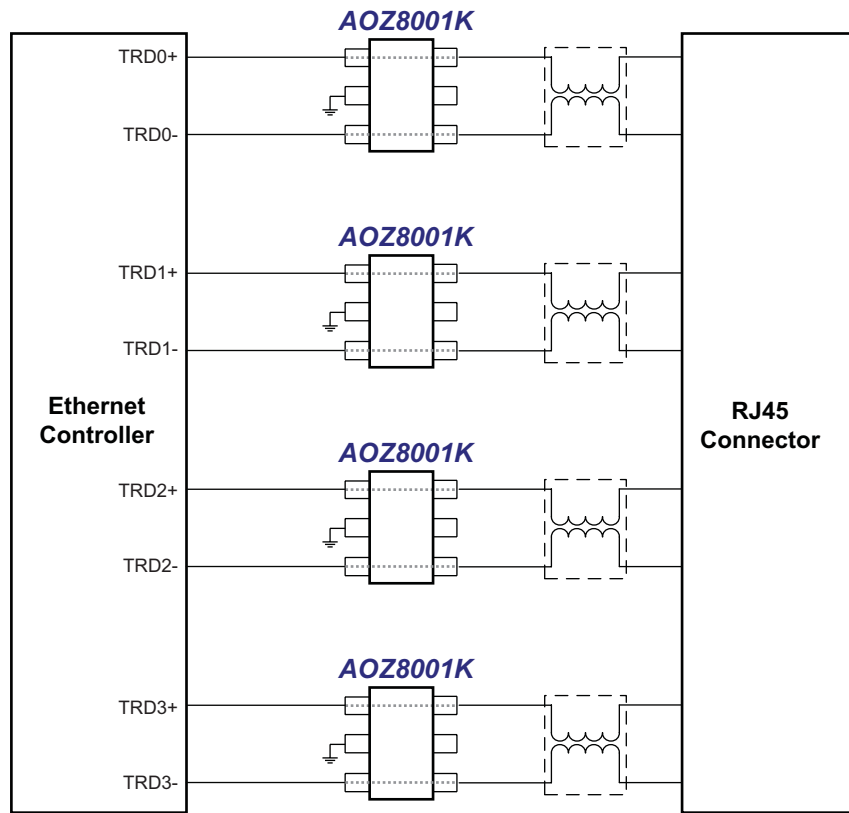 AOZ8001K
TRD0+
TRD0-
AOZ8001K
TRD1+
TRD1-
Ethernet
Controller
RJ45
Connector
AOZ8001K
TRD2+
TRD2-
AOZ8001K
TRD3+
TRD3-